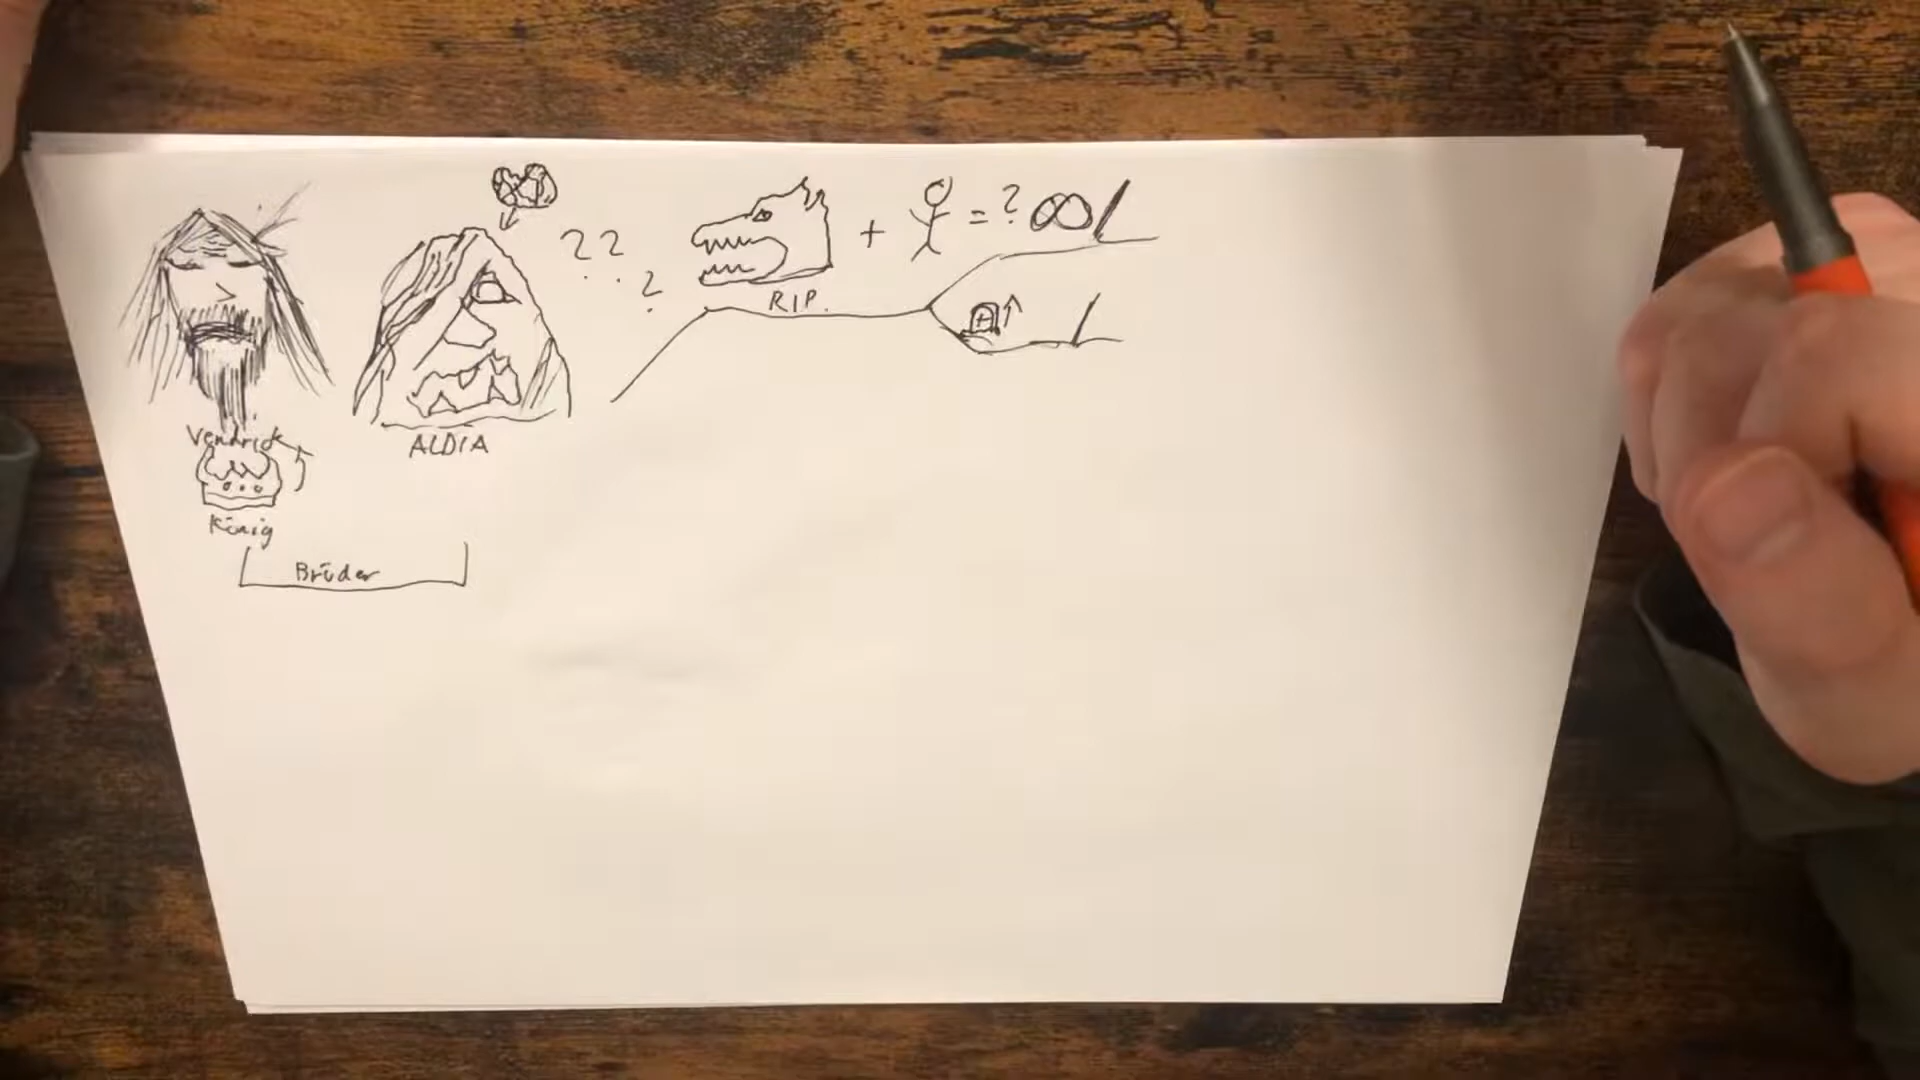 ? ?
?
+ = ? ∞
RIP.
Vendrick
ALDIA
König
Brüder